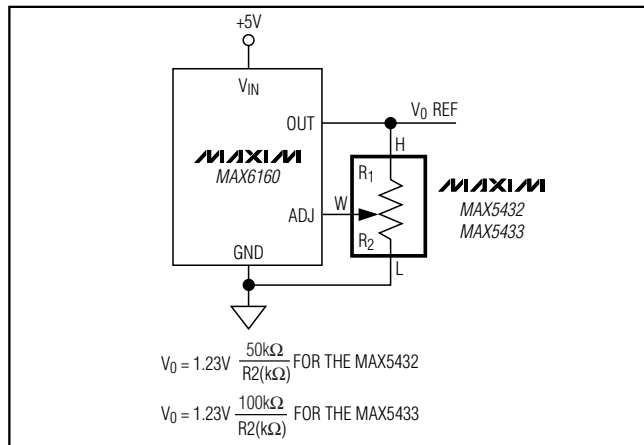 +5V
V_IN
OUT
V_0 REF
H
MAXIM
MAX6160
R_1
MAXIM
MAX5432
MAX5433
ADJ
W
R_2
GND
L
V_0 = 1.23V 50kΩ / R2(kΩ) FOR THE MAX5432
V_0 = 1.23V 100kΩ / R2(kΩ) FOR THE MAX5433